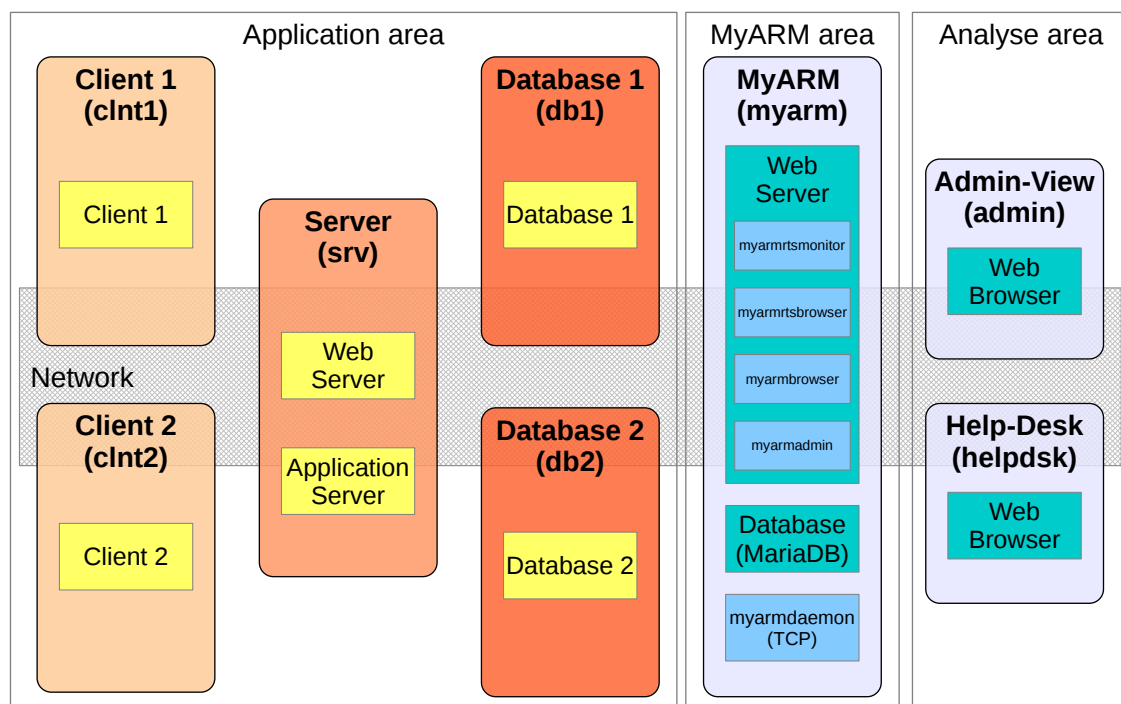 Application area
Client 1
(clnt1)
Client 1
Network
Client 2
(clnt2)
Client 2
Server
(srv)
Web
Server
Application
Server
Database 1
(db1)
Database 1
Database 2
(db2)
Database 2
MyARM area
MyARM
(myarm)
Web
Server
myarmrtsmonitor
myarmrtsbrowser
myarmbrowser
myarmadmin
Database
(MariaDB)
myarmdaemon
(TCP)
Analyse area
Admin-View
(admin)
Web
Browser
Help-Desk
(helpdsk)
Web
Browser